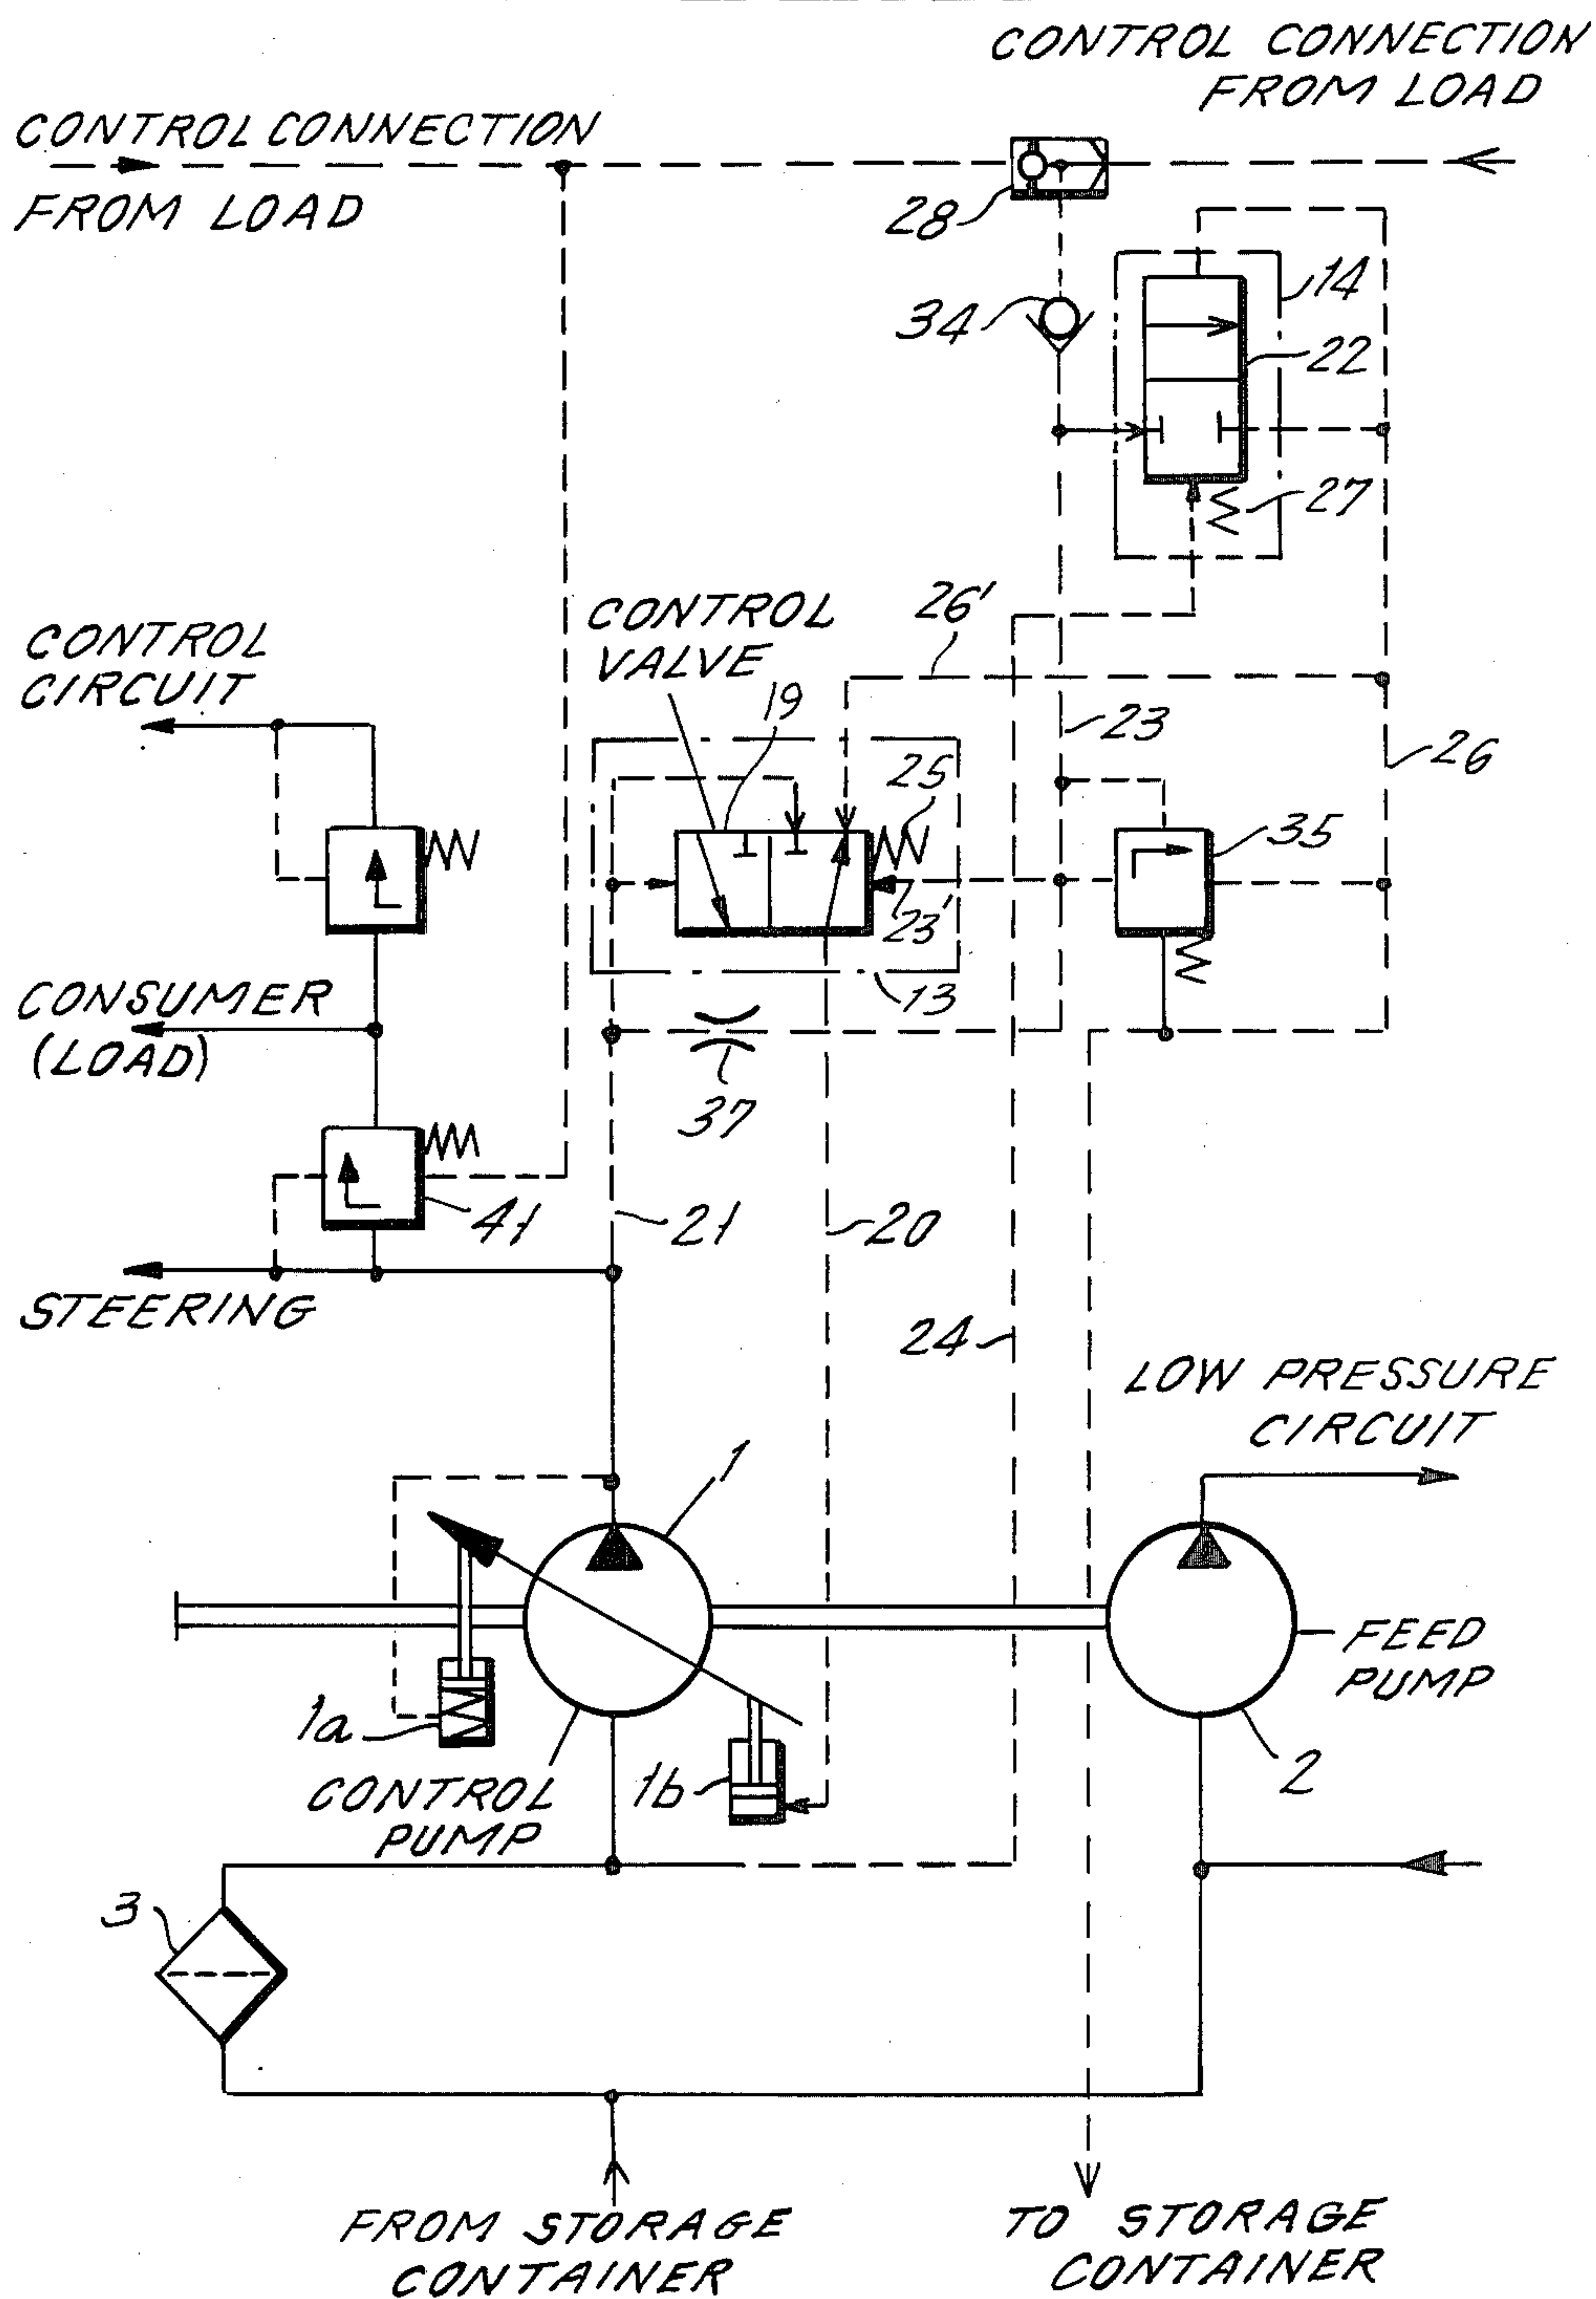 CONTROL CONNECTION
FROM LOAD
CONTROL CONNECTION
FROM LOAD
28
34
14
22
27
26'
CONTROL
VALVE
19
CONTROL
CIRCUIT
25
23
26
35
23'
13
CONSUMER
(LOAD)
37
41
21
20
STEERING
24
LOW PRESSURE
CIRCUIT
1
FEED
PUMP
1a
1b
2
CONTROL
PUMP
3
FROM STORAGE
CONTAINER
TO STORAGE
CONTAINER